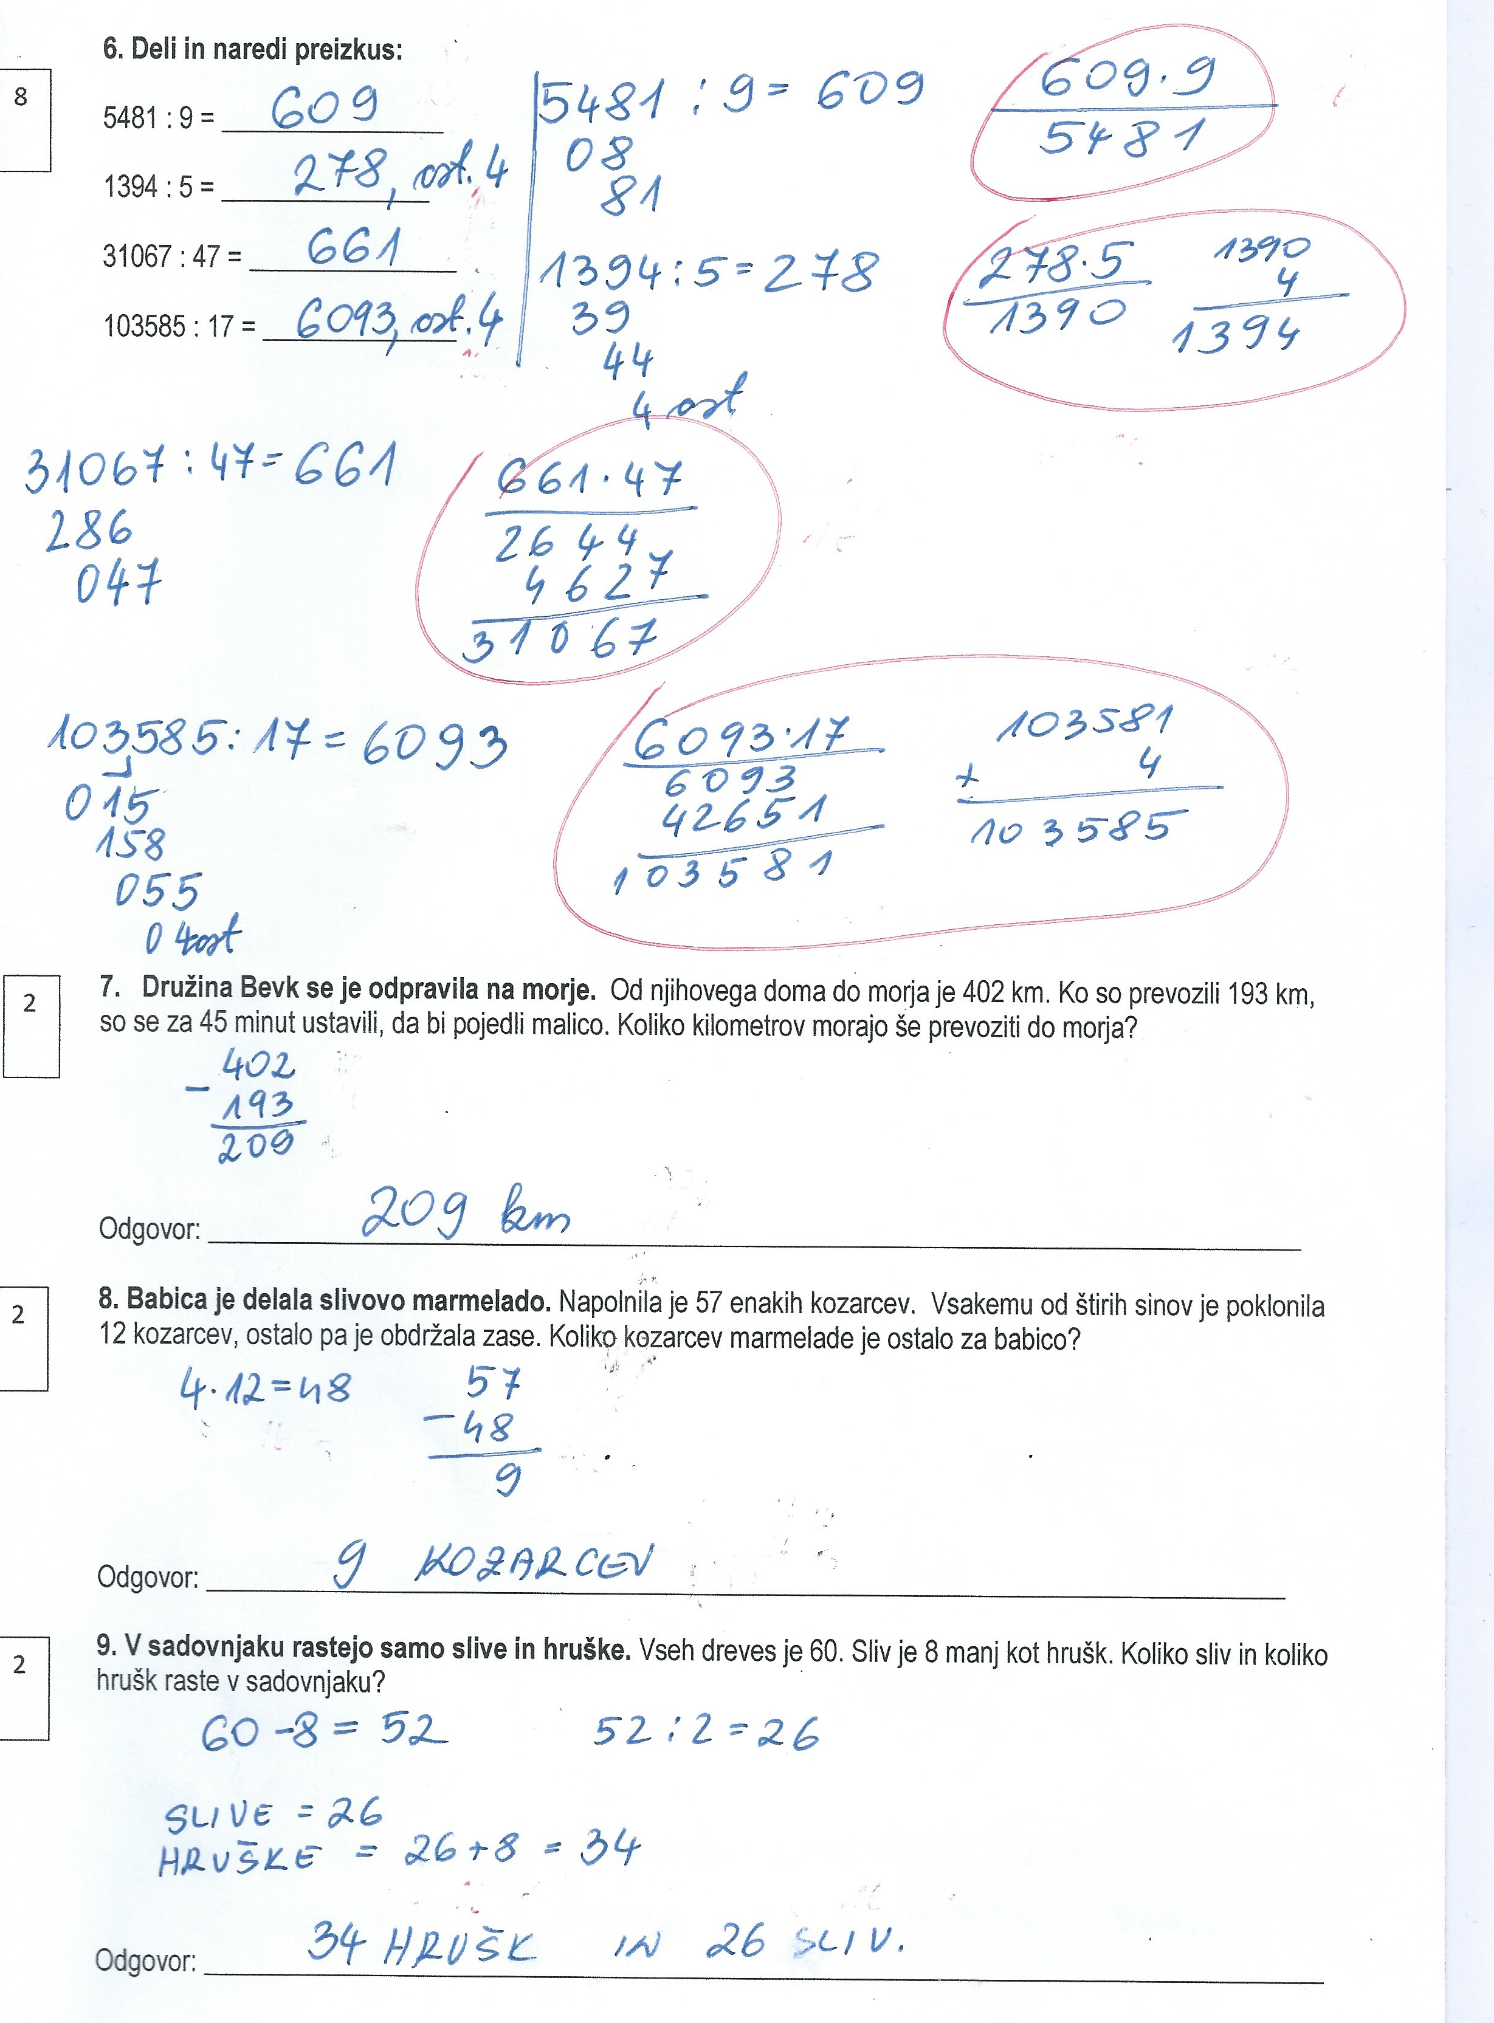 6. Deli in naredi preizkus:
8
5481 : 9 = 609
1394 : 5 = 278, ost. 4
31067 : 47 = 661
103585 : 17 = 6093, ost. 4
5481 : 9 = 609
08
81
609·9
5481
1394 : 5 = 278
39
44
4 ost
278·5
1390
1390
4
1394
31067 : 47 = 661
286
047
661·47
2644
4627
31067
103585 : 17 = 6093
015
158
055
04ost
6093·17
6093
42651
103581
103581
+ 4
103585
2
7. Družina Bevk se je odpravila na morje. Od njihovega doma do morja je 402 km. Ko so prevozili 193 km,
so se za 45 minut ustavili, da bi pojedli malico. Koliko kilometrov morajo še prevoziti do morja?
402
- 193
209
Odgovor: 209 km
2
8. Babica je delala slivovo marmelado. Napolnila je 57 enakih kozarcev. Vsakemu od štirih sinov je poklonila
12 kozarcev, ostalo pa je obdržala zase. Koliko kozarcev marmelade je ostalo za babico?
4·12=48
57
-48
9
Odgovor: 9 KOZARCEV
2
9. V sadovnjaku rastejo samo slive in hruške. Vseh dreves je 60. Sliv je 8 manj kot hrušk. Koliko sliv in koliko
hrušk raste v sadovnjaku?
60 - 8 = 52 52 : 2 = 26
SLIVE = 26
HRUŠKE = 26 + 8 = 34
Odgovor: 34 HRUŠK IN 26 SLIV.